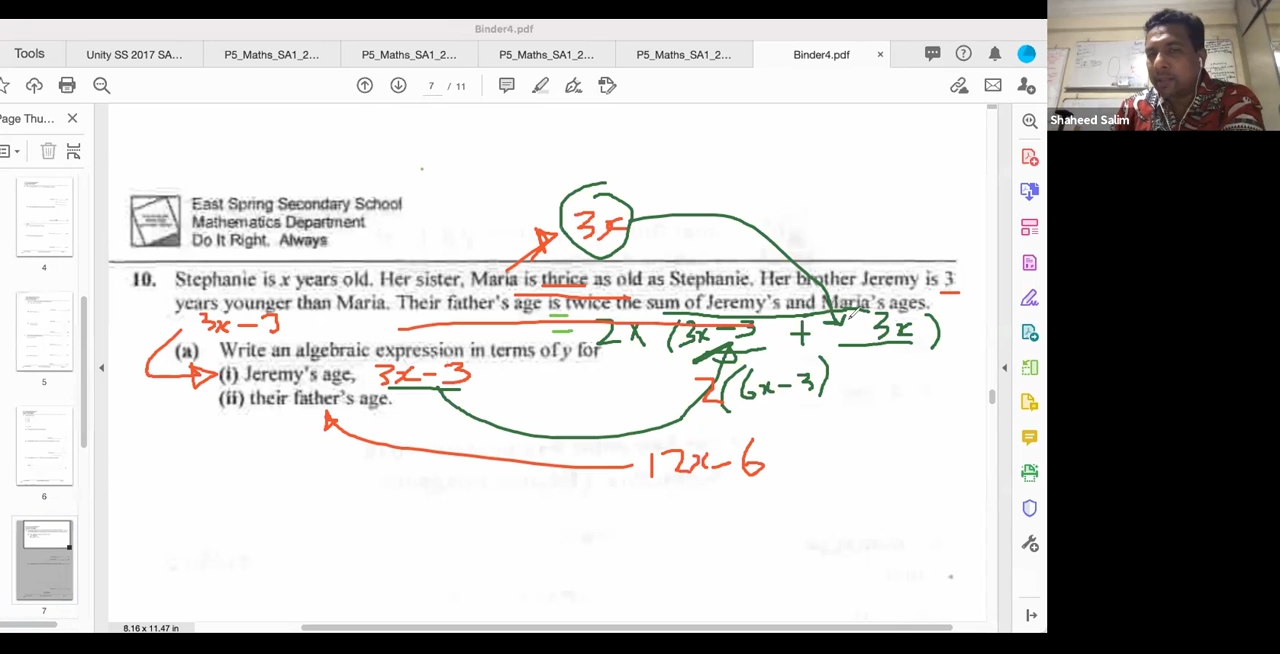 Binder4.pdf
Tools
Unity SS 2017 SA...
P5_Maths_SA1_2...
P5_Maths_SA1_2...
P5_Maths_SA1_2...
P5_Maths_SA1_2...
Binder4.pdf ×
7 / 11
Shaheed Salim
Page Thu...
4
5
6
7
East Spring Secondary School
Mathematics Department
Do It Right. Always
3x
10. Stephanie is x years old. Her sister, Maria is thrice as old as Stephanie. Her brother Jeremy is 3
years younger than Maria. Their father's age is twice the sum of Jeremy's and Maria's ages.
3x - 3
= 2 x (3x - 3 + 3x)
(a) Write an algebraic expression in terms of y for
(i) Jeremy's age, 3x - 3
2(6x - 3)
(ii) their father's age.
12x - 6
8.16 x 11.47 in